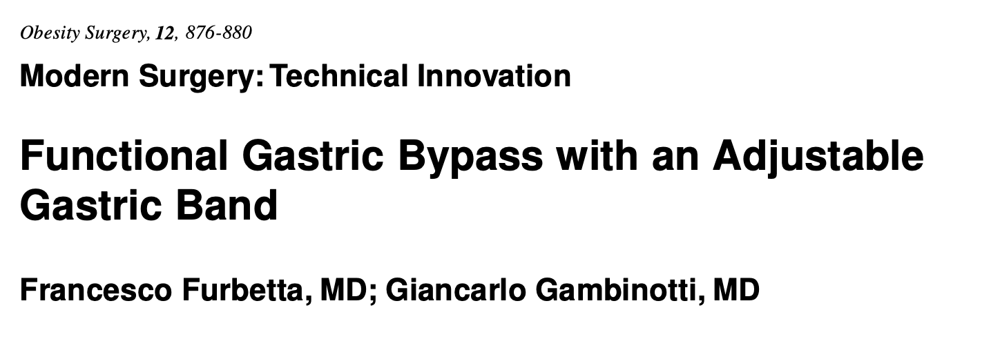 Obesity Surgery, 12, 876-880
Modern Surgery: Technical Innovation
Functional Gastric Bypass with an Adjustable
Gastric Band
Francesco Furbetta, MD; Giancarlo Gambinotti, MD